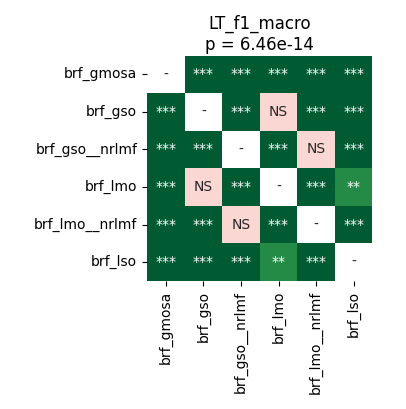 LT_f1_macro
p = 6.46e-14
brf_gmosa - *** *** *** *** ***
brf_gso *** - *** NS *** ***
brf_gso__nrlmf *** *** - *** NS ***
brf_lmo *** NS *** - *** **
brf_lmo__nrlmf *** *** NS *** - ***
brf_lso *** *** *** ** *** -
brf_gmosa
brf_gso
brf_gso__nrlmf
brf_lmo
brf_lmo__nrlmf
brf_lso